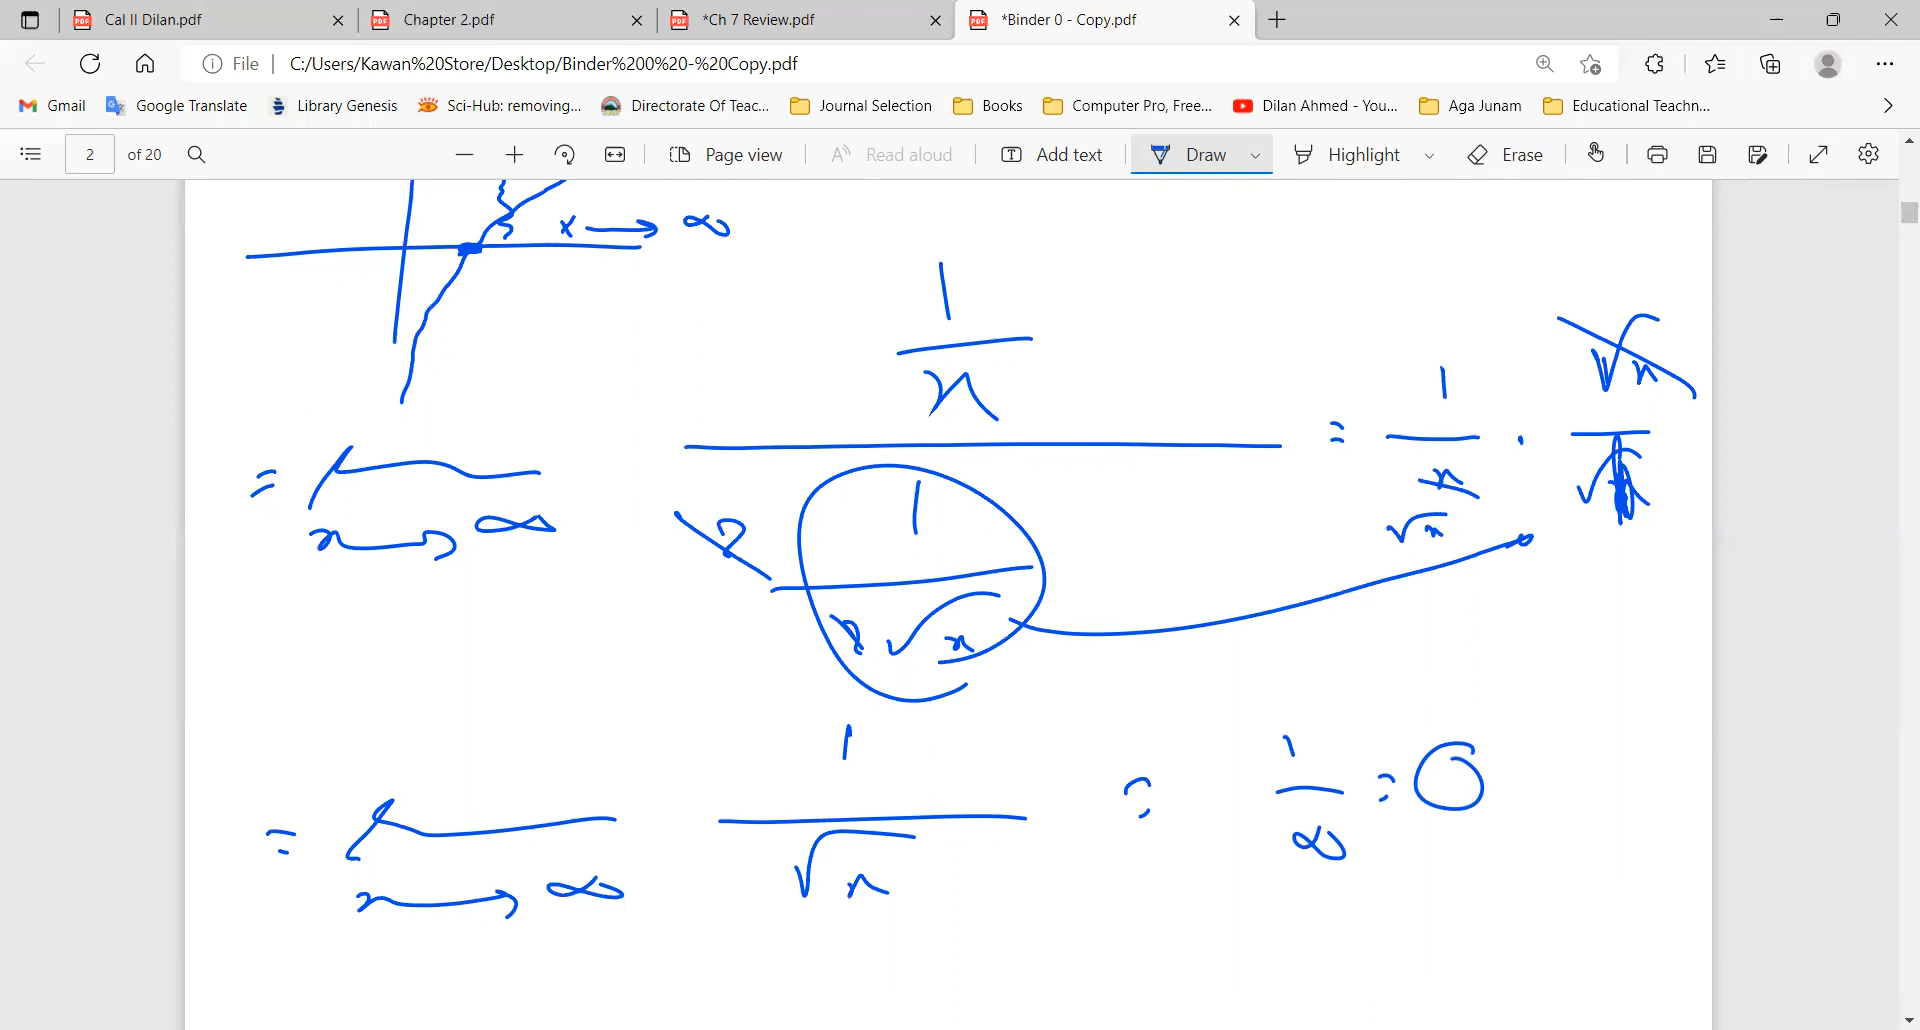 Cal II Dilan.pdf
Chapter 2.pdf
*Ch 7 Review.pdf
*Binder 0 - Copy.pdf
File
C:/Users/Kawan%20Store/Desktop/Binder%200%20-%20Copy.pdf
Gmail
Google Translate
Library Genesis
Sci-Hub: removing...
Directorate Of Teac...
Journal Selection
Books
Computer Pro, Free...
Dilan Ahmed - You...
Aga Junam
Educational Teachn...
2 of 20
Page view
Read aloud
Add text
Draw
Highlight
Erase
x → ∞
1
x
= x → ∞
2
1
2√x
= 1
x
√x
·
√x
√x
= x → ∞
1
√x
= 1
∞
= 0